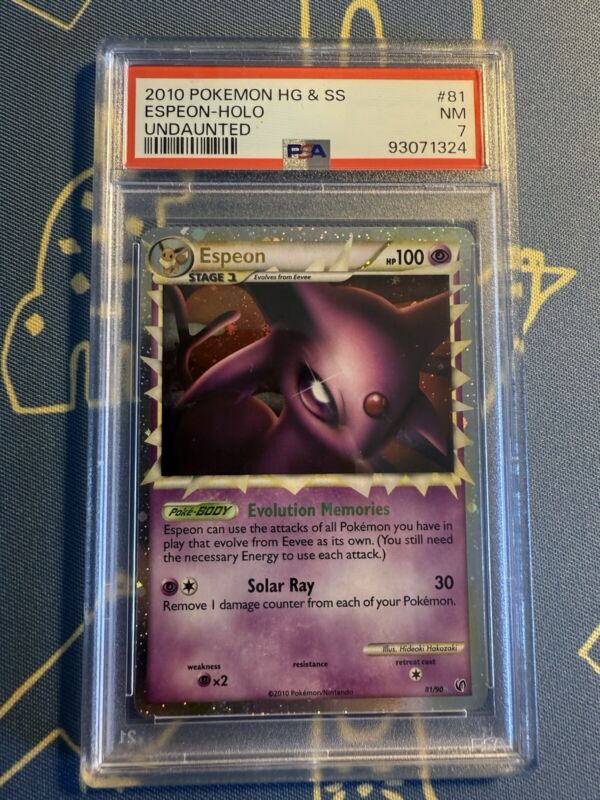 2010 POKEMON HG & SS #81
ESPEON-HOLO NM
UNDAUNTED 7
PSA 93071324
Espeon HP100
STAGE 1 Evolves from Eevee
Poké-BODY Evolution Memories
Espeon can use the attacks of all Pokémon you have in
play that evolve from Eevee as its own. (You still need
the necessary Energy to use each attack.)
Solar Ray 30
Remove 1 damage counter from each of your Pokémon.
Illus. Hideaki Hakozaki
weakness resistance retreat cost
×2
©2010 Pokémon/Nintendo 81/90